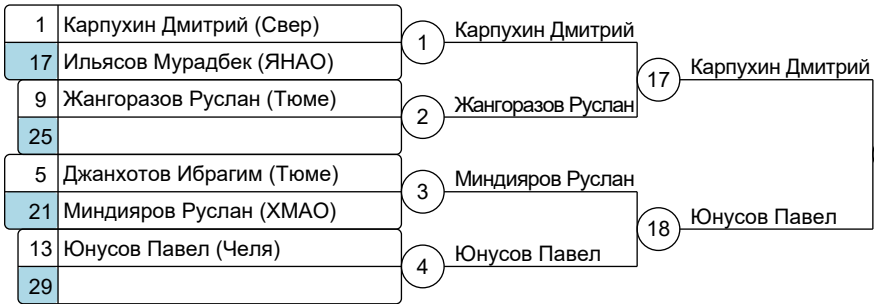 1 Карпухин Дмитрий (Свер)
17 Ильясов Мурадбек (ЯНАО)
1
Карпухин Дмитрий
9 Жангоразов Руслан (Тюме)
25
2
Жангоразов Руслан
17
Карпухин Дмитрий
5 Джанхотов Ибрагим (Тюме)
21 Миндияров Руслан (ХМАО)
3
Миндияров Руслан
13 Юнусов Павел (Челя)
29
4
Юнусов Павел
18
Юнусов Павел